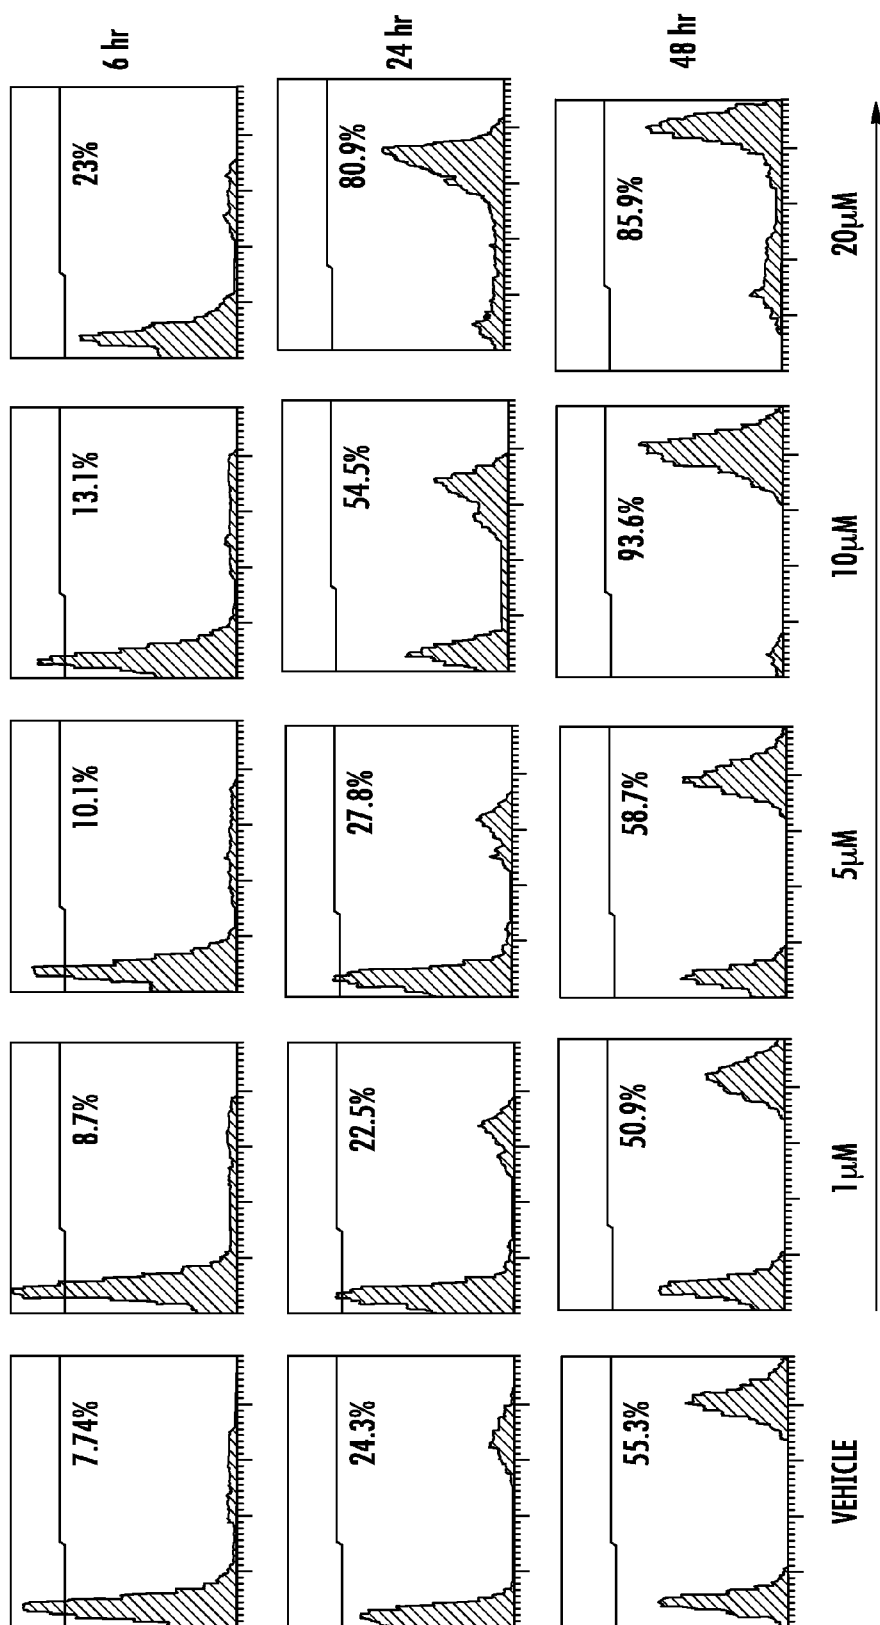 7.74%
8.7%
10.1%
13.1%
23%
6 hr
24.3%
22.5%
27.8%
54.5%
80.9%
24 hr
55.3%
50.9%
58.7%
93.6%
85.9%
48 hr
VEHICLE
1µM
5µM
10µM
20µM